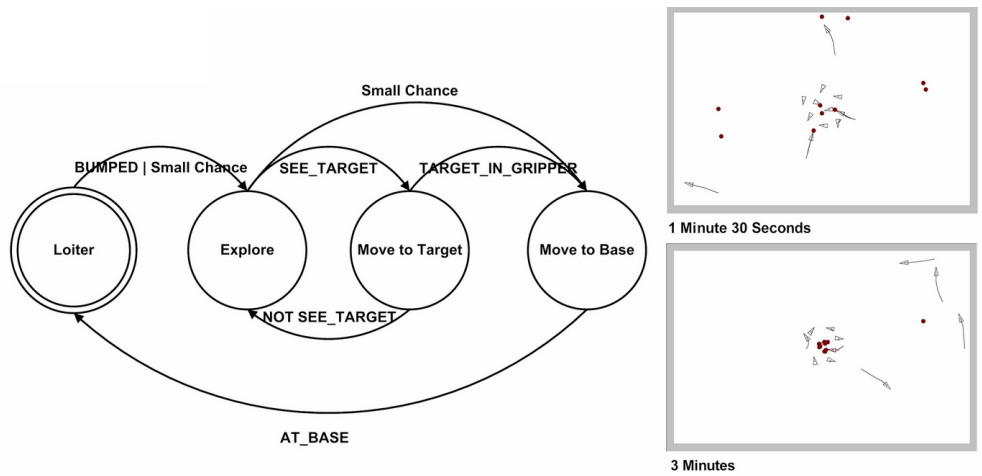 Small Chance
BUMPED | Small Chance
SEE_TARGET
TARGET_IN_GRIPPER
Loiter
Explore
Move to Target
Move to Base
NOT SEE_TARGET
AT_BASE
1 Minute 30 Seconds
3 Minutes